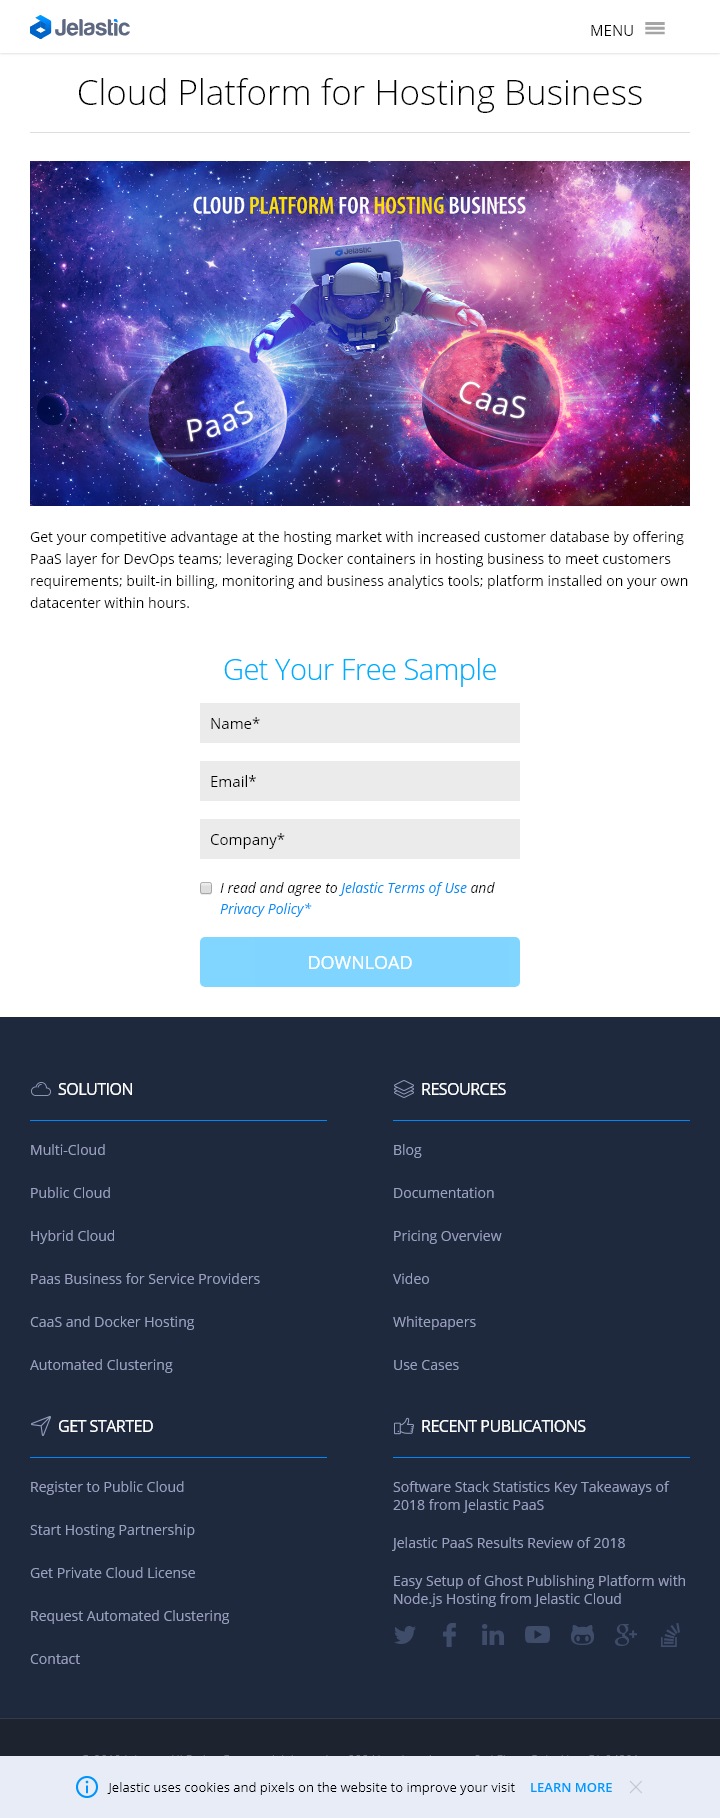 Jelastic
MENU
Cloud Platform for Hosting Business
CLOUD PLATFORM FOR HOSTING BUSINESS
Jelastic
PaaS
CaaS
Get your competitive advantage at the hosting market with increased customer database by offering
PaaS layer for DevOps teams; leveraging Docker containers in hosting business to meet customers
requirements; built-in billing, monitoring and business analytics tools; platform installed on your own
datacenter within hours.
Get Your Free Sample
Name*
Email*
Company*
I read and agree to Jelastic Terms of Use and
Privacy Policy*
DOWNLOAD
SOLUTION
Multi-Cloud
Public Cloud
Hybrid Cloud
Paas Business for Service Providers
CaaS and Docker Hosting
Automated Clustering
RESOURCES
Blog
Documentation
Pricing Overview
Video
Whitepapers
Use Cases
GET STARTED
Register to Public Cloud
Start Hosting Partnership
Get Private Cloud License
Request Automated Clustering
Contact
RECENT PUBLICATIONS
Software Stack Statistics Key Takeaways of
2018 from Jelastic PaaS
Jelastic PaaS Results Review of 2018
Easy Setup of Ghost Publishing Platform with
Node.js Hosting from Jelastic Cloud
Jelastic uses cookies and pixels on the website to improve your visit LEARN MORE